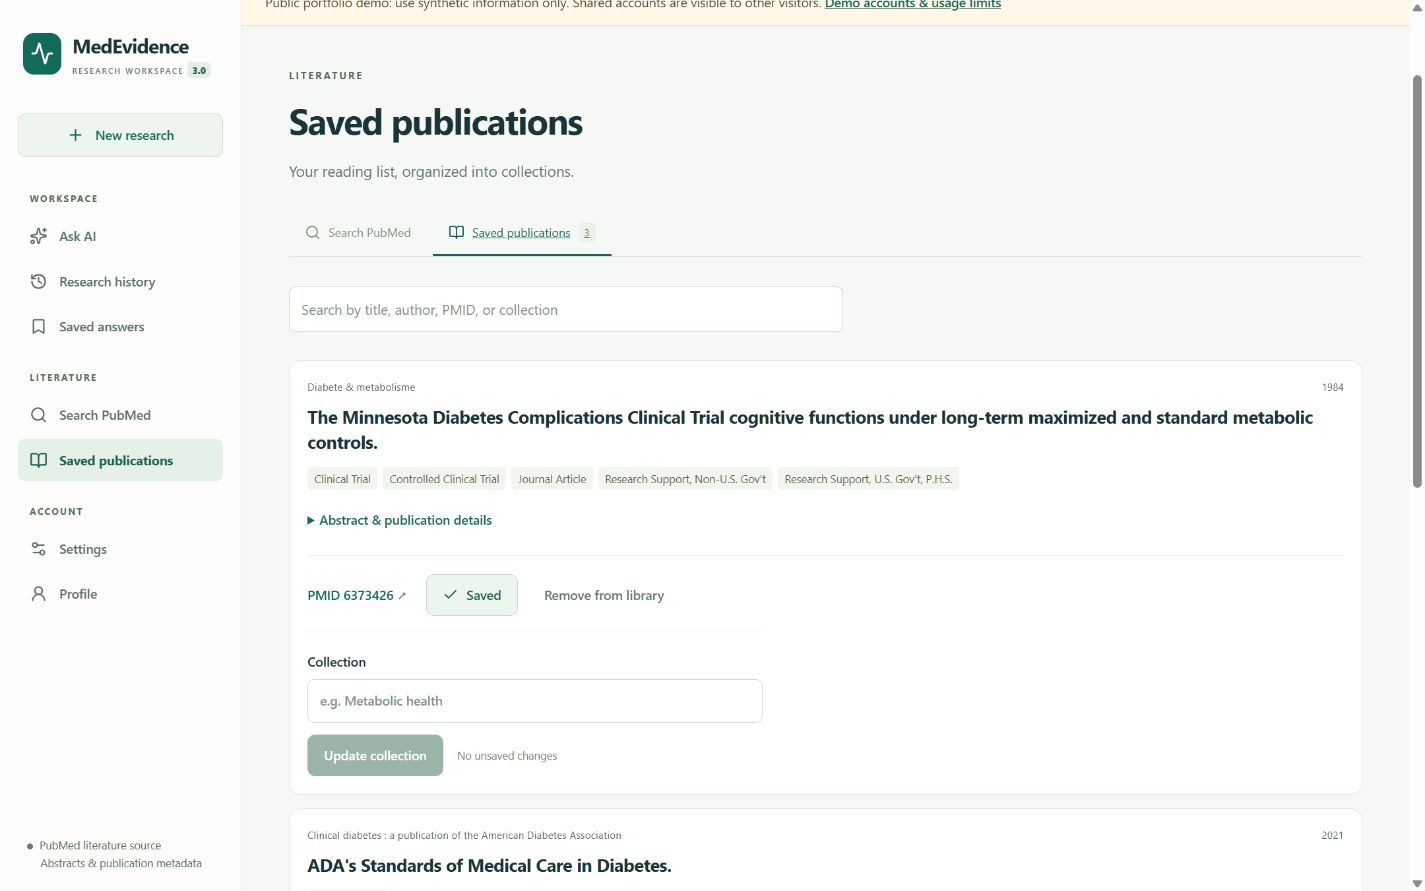 Public portfolio demo: use synthetic information only. Shared accounts are visible to other visitors. Demo accounts & usage limits
MedEvidence
RESEARCH WORKSPACE 3.0
New research
WORKSPACE
Ask AI
Research history
Saved answers
LITERATURE
Search PubMed
Saved publications
ACCOUNT
Settings
Profile
PubMed literature source
Abstracts & publication metadata
LITERATURE
Saved publications
Your reading list, organized into collections.
Search PubMed
Saved publications 3
Search by title, author, PMID, or collection
Diabete & metabolisme
1984
The Minnesota Diabetes Complications Clinical Trial cognitive functions under long-term maximized and standard metabolic
controls.
Clinical Trial
Controlled Clinical Trial
Journal Article
Research Support, Non-U.S. Gov't
Research Support, U.S. Gov't, P.H.S.
Abstract & publication details
PMID 6373426 ↗
Saved
Remove from library
Collection
e.g. Metabolic health
Update collection
No unsaved changes
Clinical diabetes : a publication of the American Diabetes Association
2021
ADA's Standards of Medical Care in Diabetes.